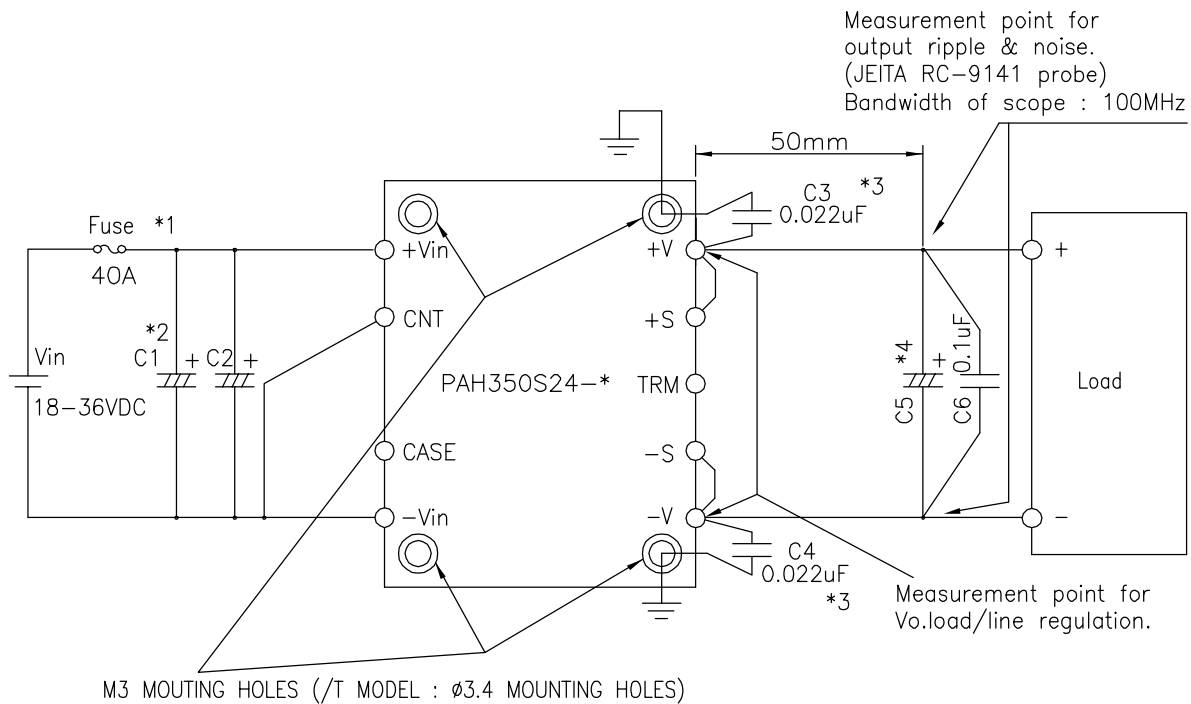 Measurement point for
output ripple & noise.
(JEITA RC-9141 probe)
Bandwidth of scope : 100MHz
50mm
C3 *3
0.022uF
Fuse *1
40A
+Vin
+V
+
CNT
+S
*2
C1 + C2 +
Vin
18-36VDC
PAH350S24-*
TRM
C5 *4 +
C6 0.1uF
Load
CASE
-S
-Vin
-V
-
C4
0.022uF
*3
Measurement point for
Vo.load/line regulation.
M3 MOUTING HOLES (/T MODEL : ø3.4 MOUNTING HOLES)